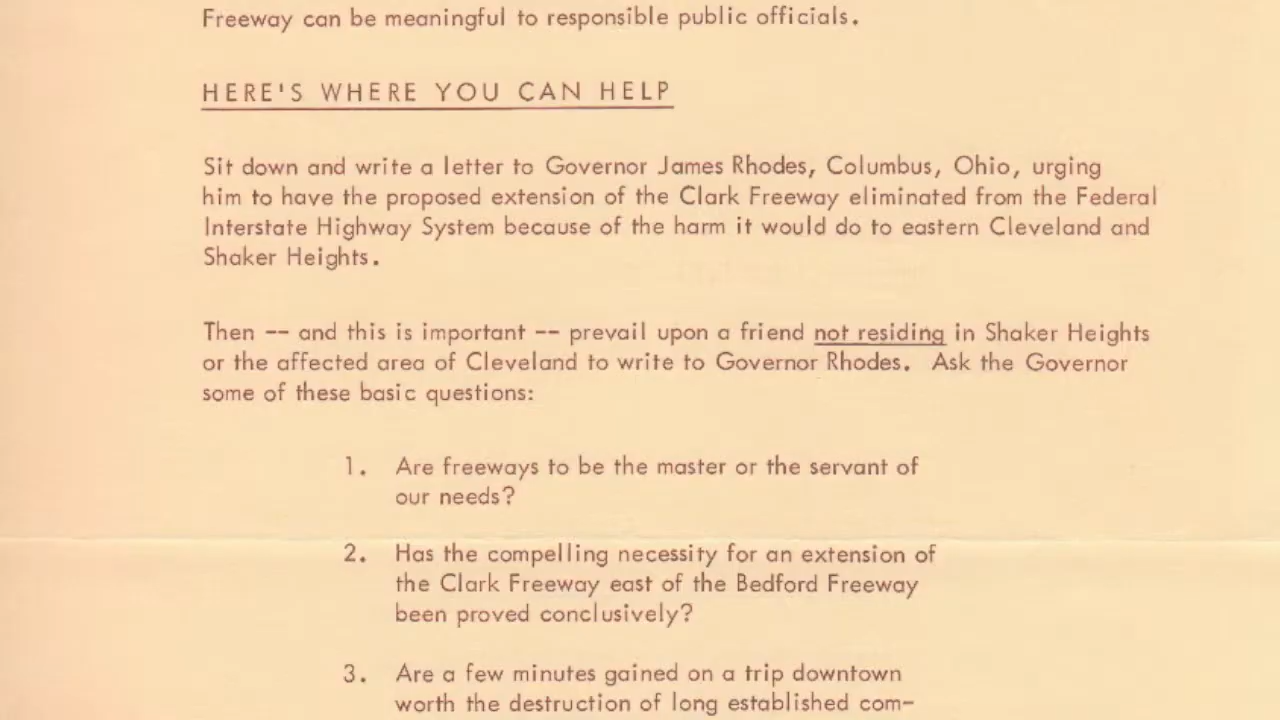 Freeway can be meaningful to responsible public officials.
HERE'S WHERE YOU CAN HELP
Sit down and write a letter to Governor James Rhodes, Columbus, Ohio, urging
him to have the proposed extension of the Clark Freeway eliminated from the Federal
Interstate Highway System because of the harm it would do to eastern Cleveland and
Shaker Heights.
Then -- and this is important -- prevail upon a friend not residing in Shaker Heights
or the affected area of Cleveland to write to Governor Rhodes. Ask the Governor
some of these basic questions:
1. Are freeways to be the master or the servant of
our needs?
2. Has the compelling necessity for an extension of
the Clark Freeway east of the Bedford Freeway
been proved conclusively?
3. Are a few minutes gained on a trip downtown
worth the destruction of long established com-